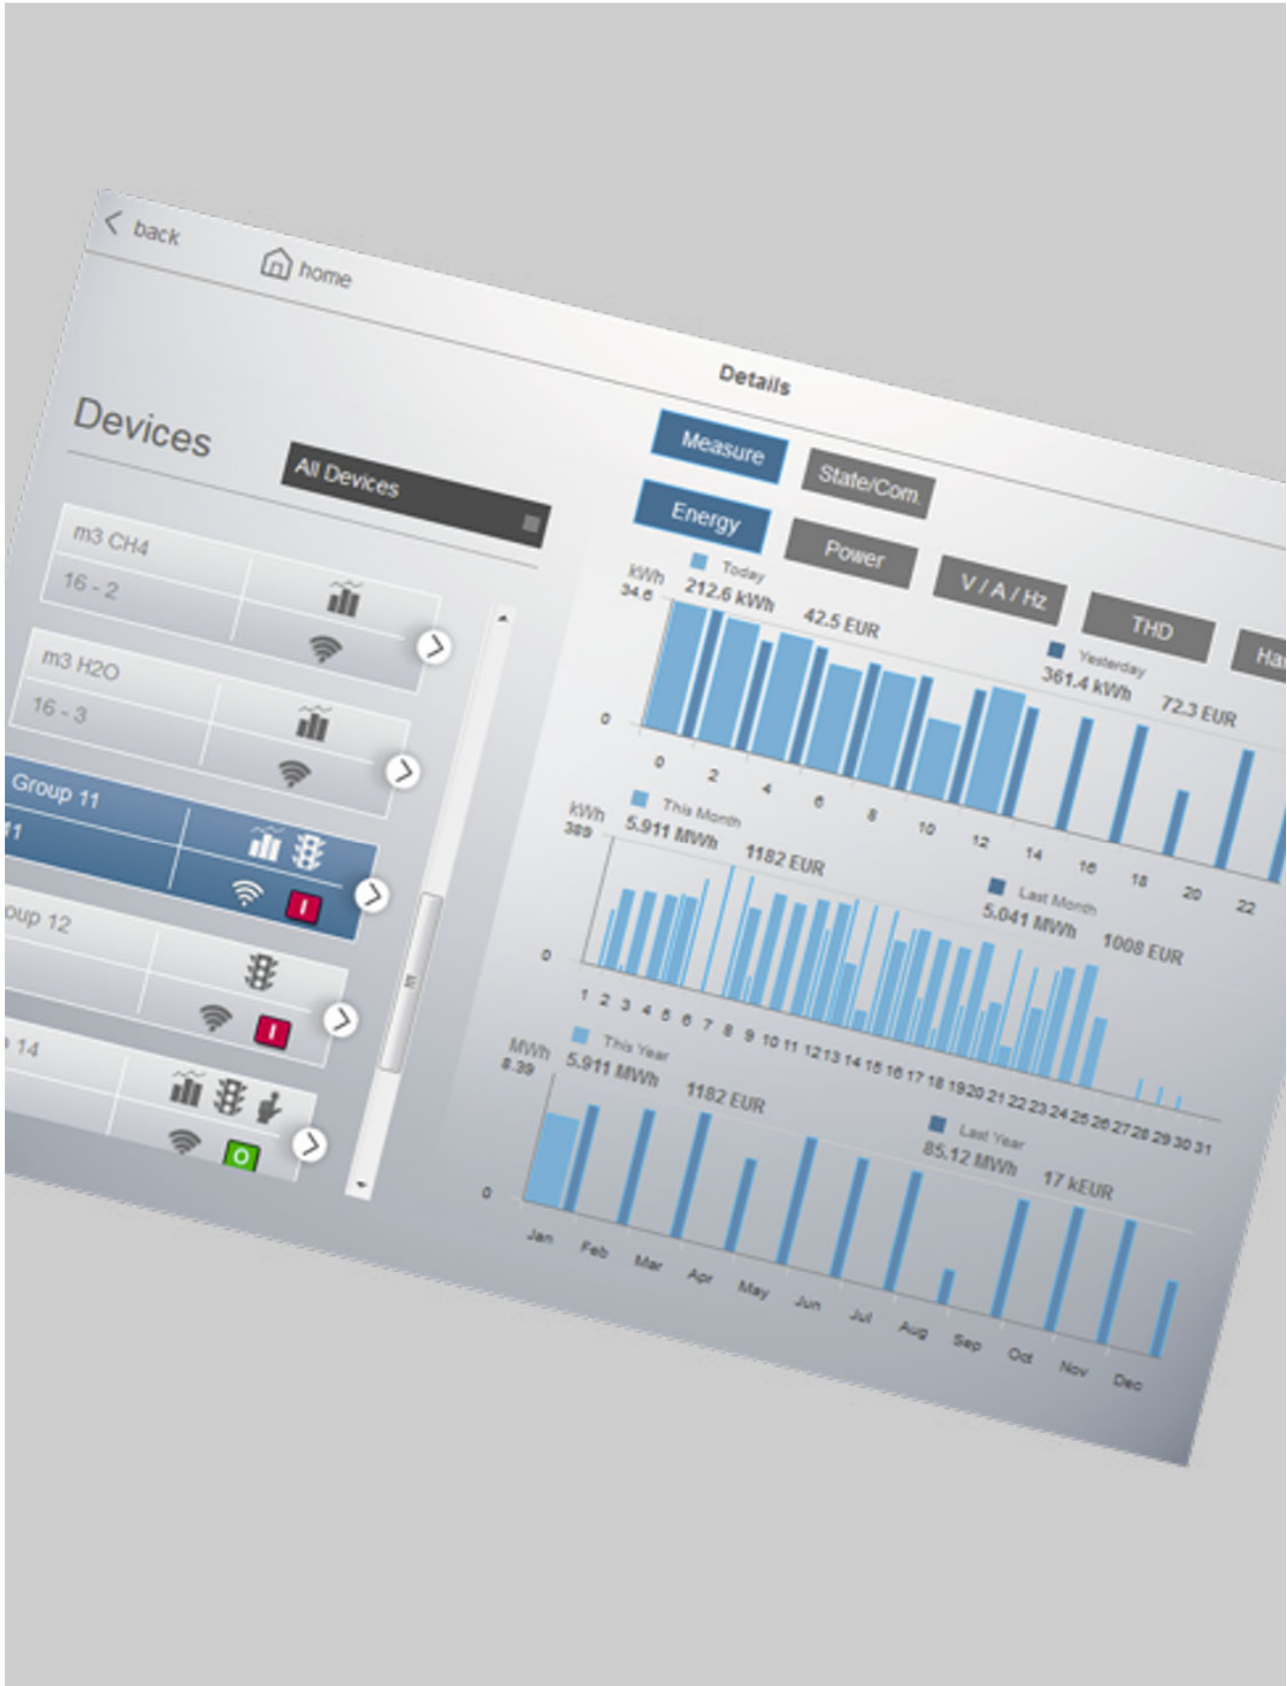 back
home
Details
Devices
All Devices
m3 CH4
16 - 2
m3 H2O
16 - 3
Group 11
11
oup 12
14
I
I
O
Measure
State/Com.
Energy
Power
V / A / Hz
THD
Har
kWh
34.6
Today
212.6 kWh
42.5 EUR
Yesterday
361.4 kWh
72.3 EUR
0
0 2 4 6 8 10 12 14 16 18 20 22
kWh
389
This Month
5.911 MWh
1182 EUR
Last Month
5.041 MWh
1008 EUR
0
1 2 3 4 5 6 7 8 9 10 11 12 13 14 15 16 17 18 19 20 21 22 23 24 25 26 27 28 29 30 31
MWh
8.39
This Year
5.911 MWh
1182 EUR
Last Year
85.12 MWh
17 kEUR
0
Jan Feb Mar Apr May Jun Jul Aug Sep Oct Nov Dec